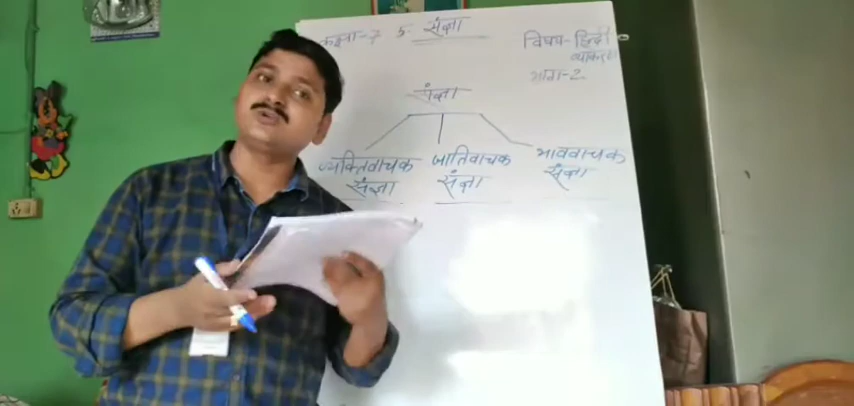 कक्षा-7 5- संज्ञा
विषय- हिन्दी
व्याकरण
भाग-2
संज्ञा
व्यक्तिवाचक जातिवाचक भाववाचक
संज्ञा संज्ञा संज्ञा